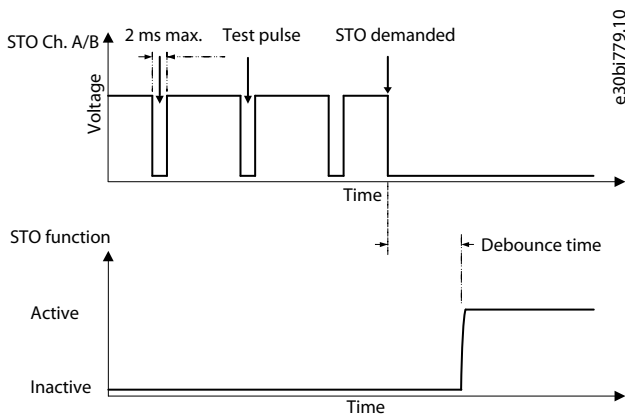 STO Ch. A/B
2 ms max.
Test pulse
STO demanded
Voltage
Time
e30bi779.10
STO function
Debounce time
Active
Inactive
Time